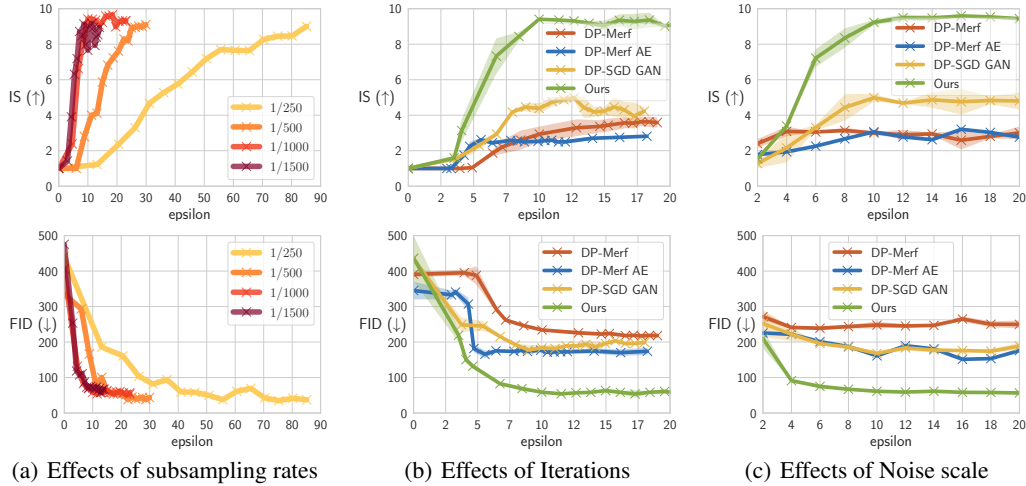 10
8
6
4
2
0
IS (↑)
1/250
1/500
1/1000
1/1500
0 10 20 30 40 50 60 70 80 90
epsilon
10
8
6
4
2
0
IS (↑)
DP-Merf
DP-Merf AE
DP-SGD GAN
Ours
0 2 5 7 10 12 15 17 20
epsilon
10
8
6
4
2
0
IS (↑)
DP-Merf
DP-Merf AE
DP-SGD GAN
Ours
2 4 6 8 10 12 14 16 18 20
epsilon
500
400
300
200
100
0
FID (↓)
1/250
1/500
1/1000
1/1500
0 10 20 30 40 50 60 70 80 90
epsilon
500
400
300
200
100
0
FID (↓)
DP-Merf
DP-Merf AE
DP-SGD GAN
Ours
0 2 5 7 10 12 15 17 20
epsilon
500
400
300
200
100
0
FID (↓)
DP-Merf
DP-Merf AE
DP-SGD GAN
Ours
2 4 6 8 10 12 14 16 18 20
epsilon
(a) Effects of subsampling rates
(b) Effects of Iterations
(c) Effects of Noise scale